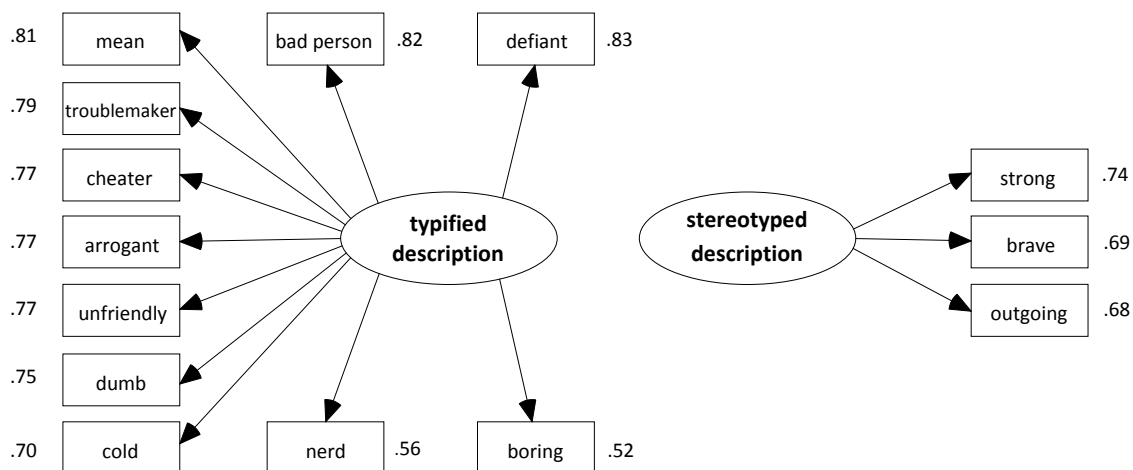 .81 mean bad person .82 defiant .83
.79 troublemaker
.77 cheater strong .74
.77 arrogant typified description stereotyped description brave .69
.77 unfriendly outgoing .68
.75 dumb
.70 cold nerd .56 boring .52